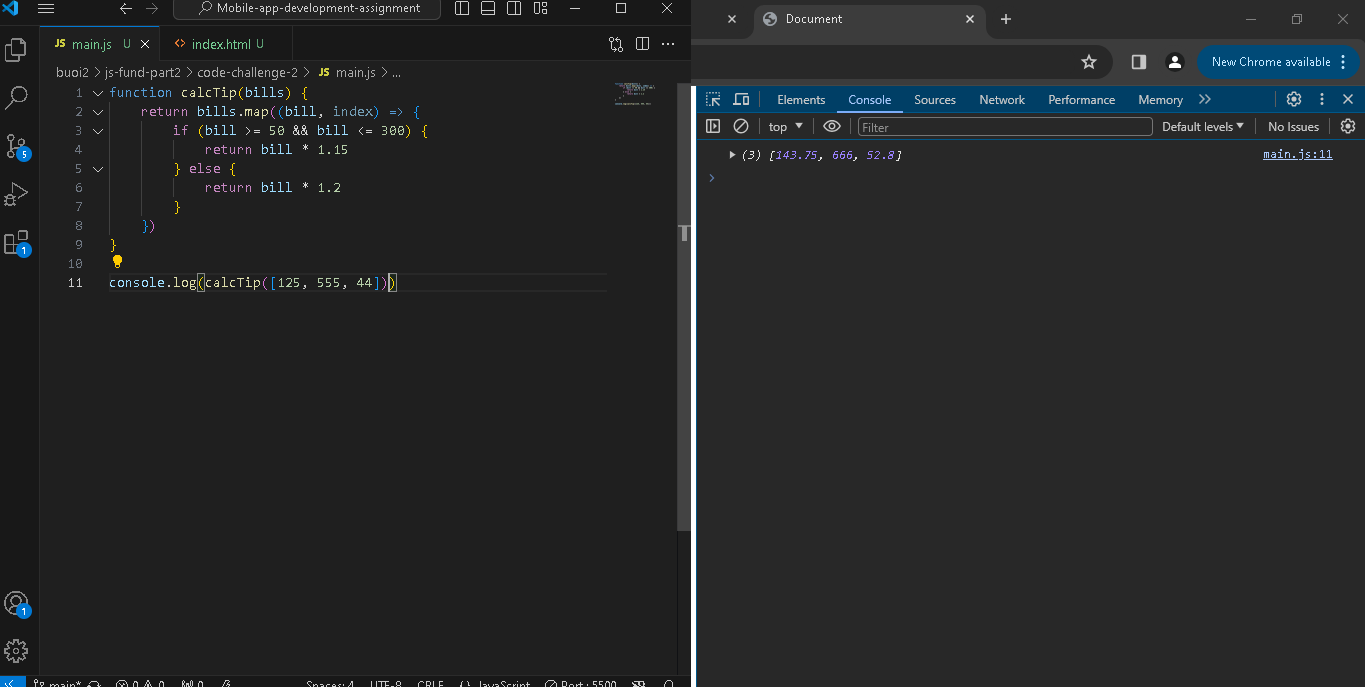 Mobile-app-development-assignment
JS main.js U
<> index.html U
buoi2 > js-fund-part2 > code-challenge-2 > JS main.js > ...
1 function calcTip(bills) {
2 return bills.map((bill, index) => {
3 if (bill >= 50 && bill <= 300) {
4 return bill * 1.15
5 } else {
6 return bill * 1.2
7 }
8 })
9 }
10
11 console.log(calcTip([125, 555, 44]))
5
1
1
main* 0 0 0 Spaces: 4 UTF-8 CRLF {} JavaScript Port : 5500
Document
New Chrome available
Elements Console Sources Network Performance Memory
top Filter Default levels No Issues
(3) [143.75, 666, 52.8] main.js:11